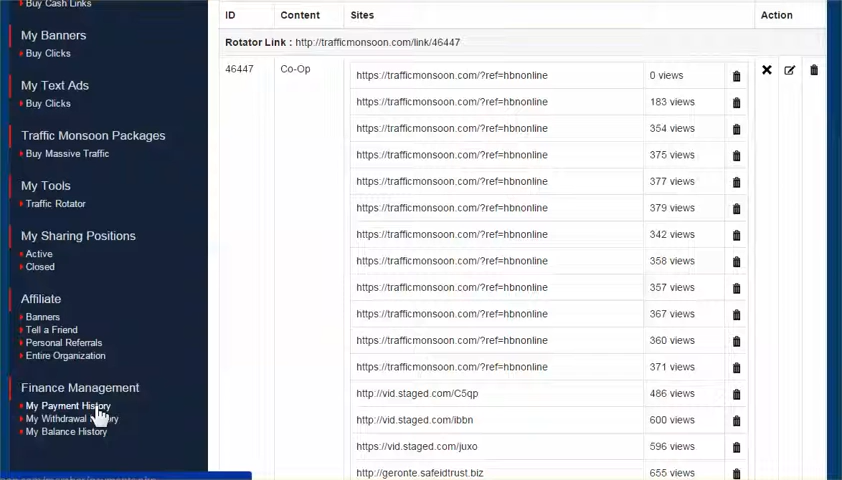 Buy Cash Links
My Banners
Buy Clicks
My Text Ads
Buy Clicks
Traffic Monsoon Packages
Buy Massive Traffic
My Tools
Traffic Rotator
My Sharing Positions
Active
Closed
Affiliate
Banners
Tell a Friend
Personal Referrals
Entire Organization
Finance Management
My Payment History
My Withdrawal
My Balance History
ID Content Sites Action
Rotator Link : http://trafficmonsoon.com/link/46447
46447 Co-Op https://trafficmonsoon.com/?ref=hbnonline 0 views
https://trafficmonsoon.com/?ref=hbnonline 183 views
https://trafficmonsoon.com/?ref=hbnonline 354 views
https://trafficmonsoon.com/?ref=hbnonline 375 views
https://trafficmonsoon.com/?ref=hbnonline 377 views
https://trafficmonsoon.com/?ref=hbnonline 379 views
https://trafficmonsoon.com/?ref=hbnonline 342 views
https://trafficmonsoon.com/?ref=hbnonline 358 views
https://trafficmonsoon.com/?ref=hbnonline 357 views
https://trafficmonsoon.com/?ref=hbnonline 367 views
https://trafficmonsoon.com/?ref=hbnonline 360 views
https://trafficmonsoon.com/?ref=hbnonline 371 views
http://vid.staged.com/C5qp 486 views
http://vid.staged.com/ibbn 600 views
https://vid.staged.com/juxo 596 views
http://geronte.safeidtrust.biz 655 views